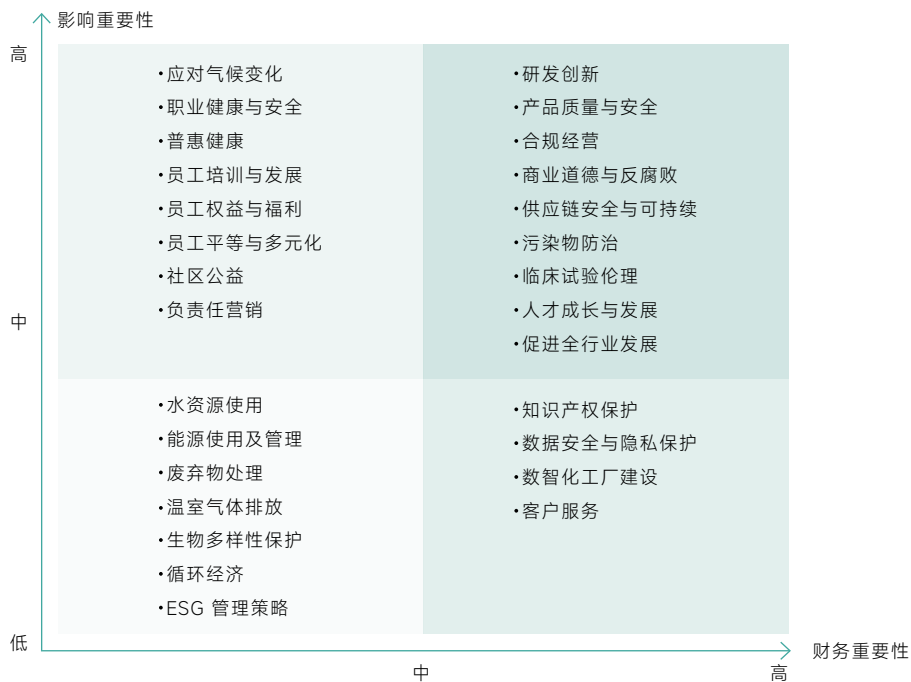 影响重要性
高
·应对气候变化
·职业健康与安全
·普惠健康
·员工培训与发展
·员工权益与福利
·员工平等与多元化
·社区公益
·负责任营销
·研发创新
·产品质量与安全
·合规经营
·商业道德与反腐败
·供应链安全与可持续
·污染物防治
·临床试验伦理
·人才成长与发展
·促进全行业发展
中
·水资源使用
·能源使用及管理
·废弃物处理
·温室气体排放
·生物多样性保护
·循环经济
·ESG 管理策略
·知识产权保护
·数据安全与隐私保护
·数智化工厂建设
·客户服务
低
财务重要性
中
高